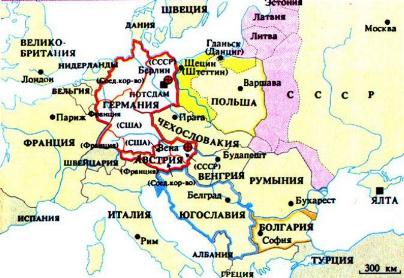 ШВЕЦИЯ
Эстония
ДАНИЯ
Латвия
Москва
ЛИТВА
ВЕЛИКО-
БРИТАНИЯ
Гданьск
(Данциг)
НИДЕРЛАНДЫ
(СССР)
Берлин
Щецин
(Штеттин)
Лондон
(Соед.кор-во)
Варшава
С С С Р
БЕЛЬГИЯ
ПОТСДАМ
ПОЛЬША
ГЕРМАНИЯ
Париж
(Франция)
Прага
(США)
ЧЕХОСЛОВАКИЯ
ФРАНЦИЯ
(США)
Вена
(Франция)
(СССР)
Будапешт
ШВЕЙЦАРИЯ
АВСТРИЯ
(Франция)
ВЕНГРИЯ
(Соед.кор-во)
РУМЫНИЯ
Белград
Бухарест
ЯЛТА
ИСПАНИЯ
ИТАЛИЯ
ЮГОСЛАВИЯ
БОЛГАРИЯ
Рим
София
АЛБАНИЯ
ТУРЦИЯ
ГРЕЦИЯ
300 км